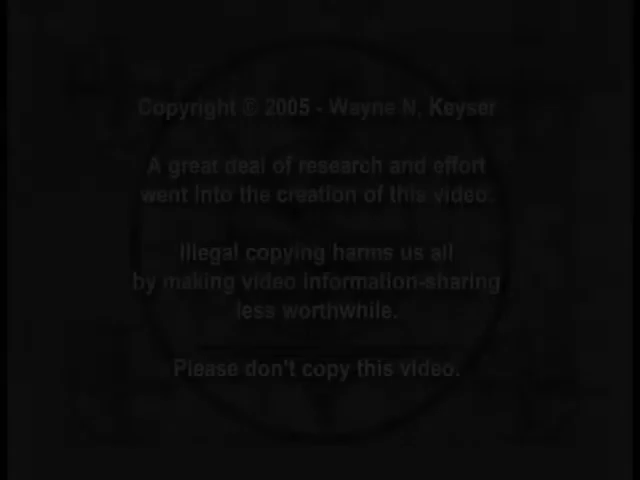 Copyright © 2005 - Wayne N. Keyser
A great deal of research and effort
went into the creation of this video.
Illegal copying harms us all
by making video information-sharing
less worthwhile.
Please don't copy this video.